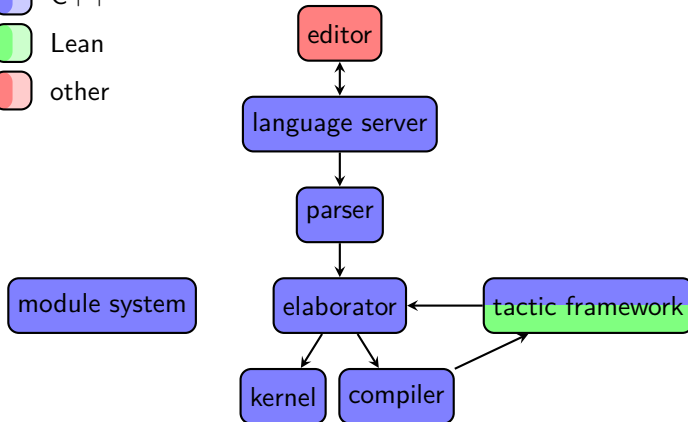 C++
Lean
other
editor
language server
parser
module system
elaborator
tactic framework
kernel
compiler